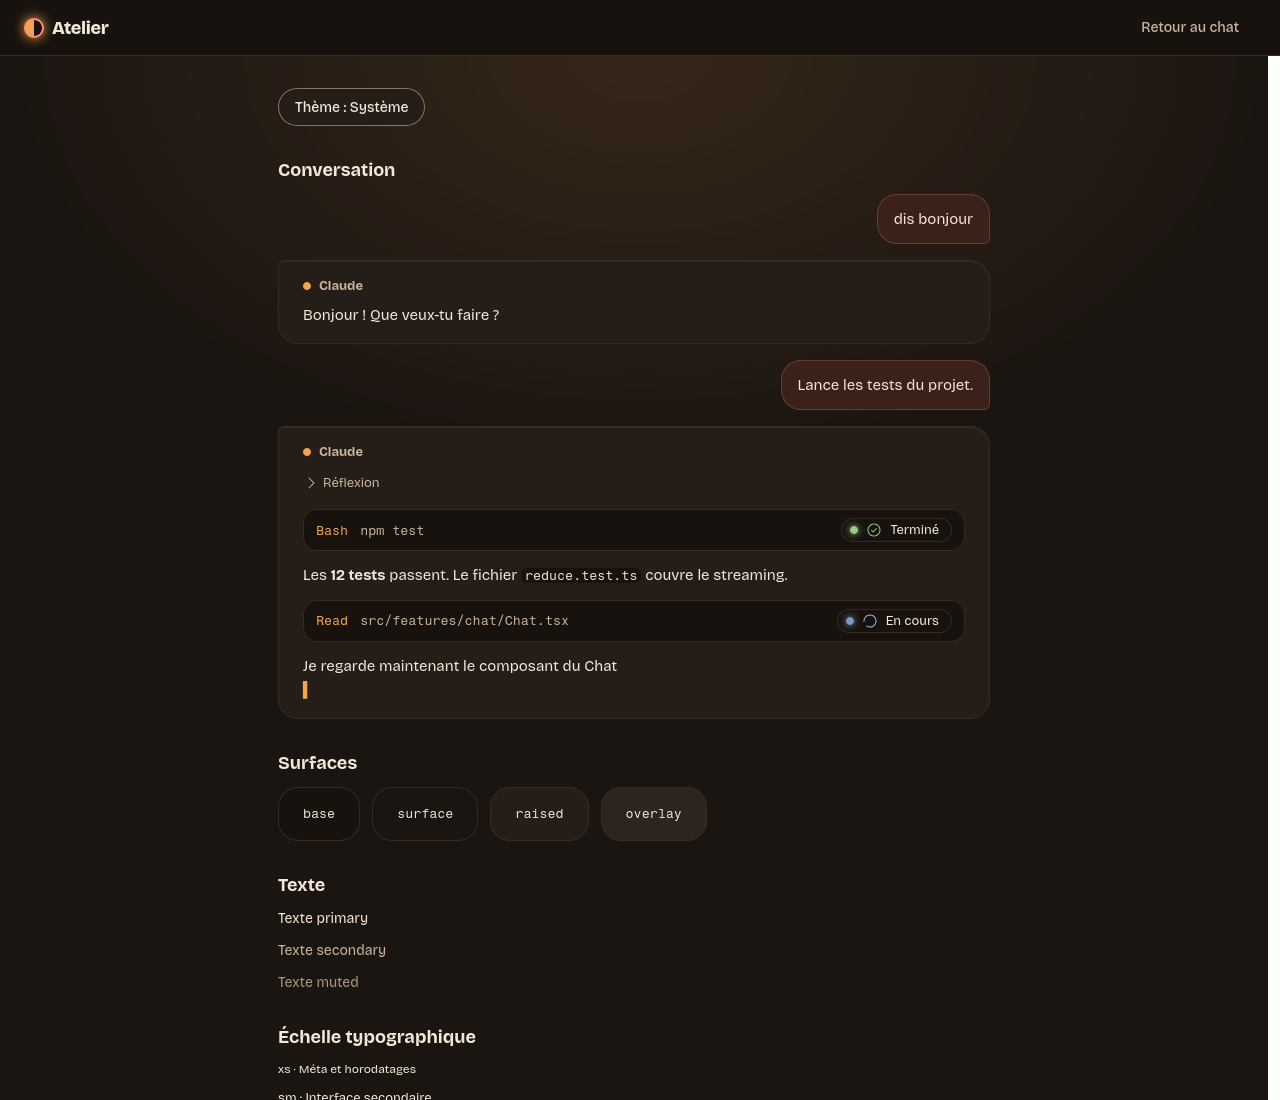 Atelier
Retour au chat
Thème : Système
Conversation
dis bonjour
Claude
Bonjour ! Que veux-tu faire ?
Lance les tests du projet.
Claude
Réflexion
Bash npm test
Terminé
Les 12 tests passent. Le fichier reduce.test.ts couvre le streaming.
Read src/features/chat/Chat.tsx
En cours
Je regarde maintenant le composant du Chat
Surfaces
base
surface
raised
overlay
Texte
Texte primary
Texte secondary
Texte muted
Échelle typographique
xs · Méta et horodatages
sm · Interface secondaire